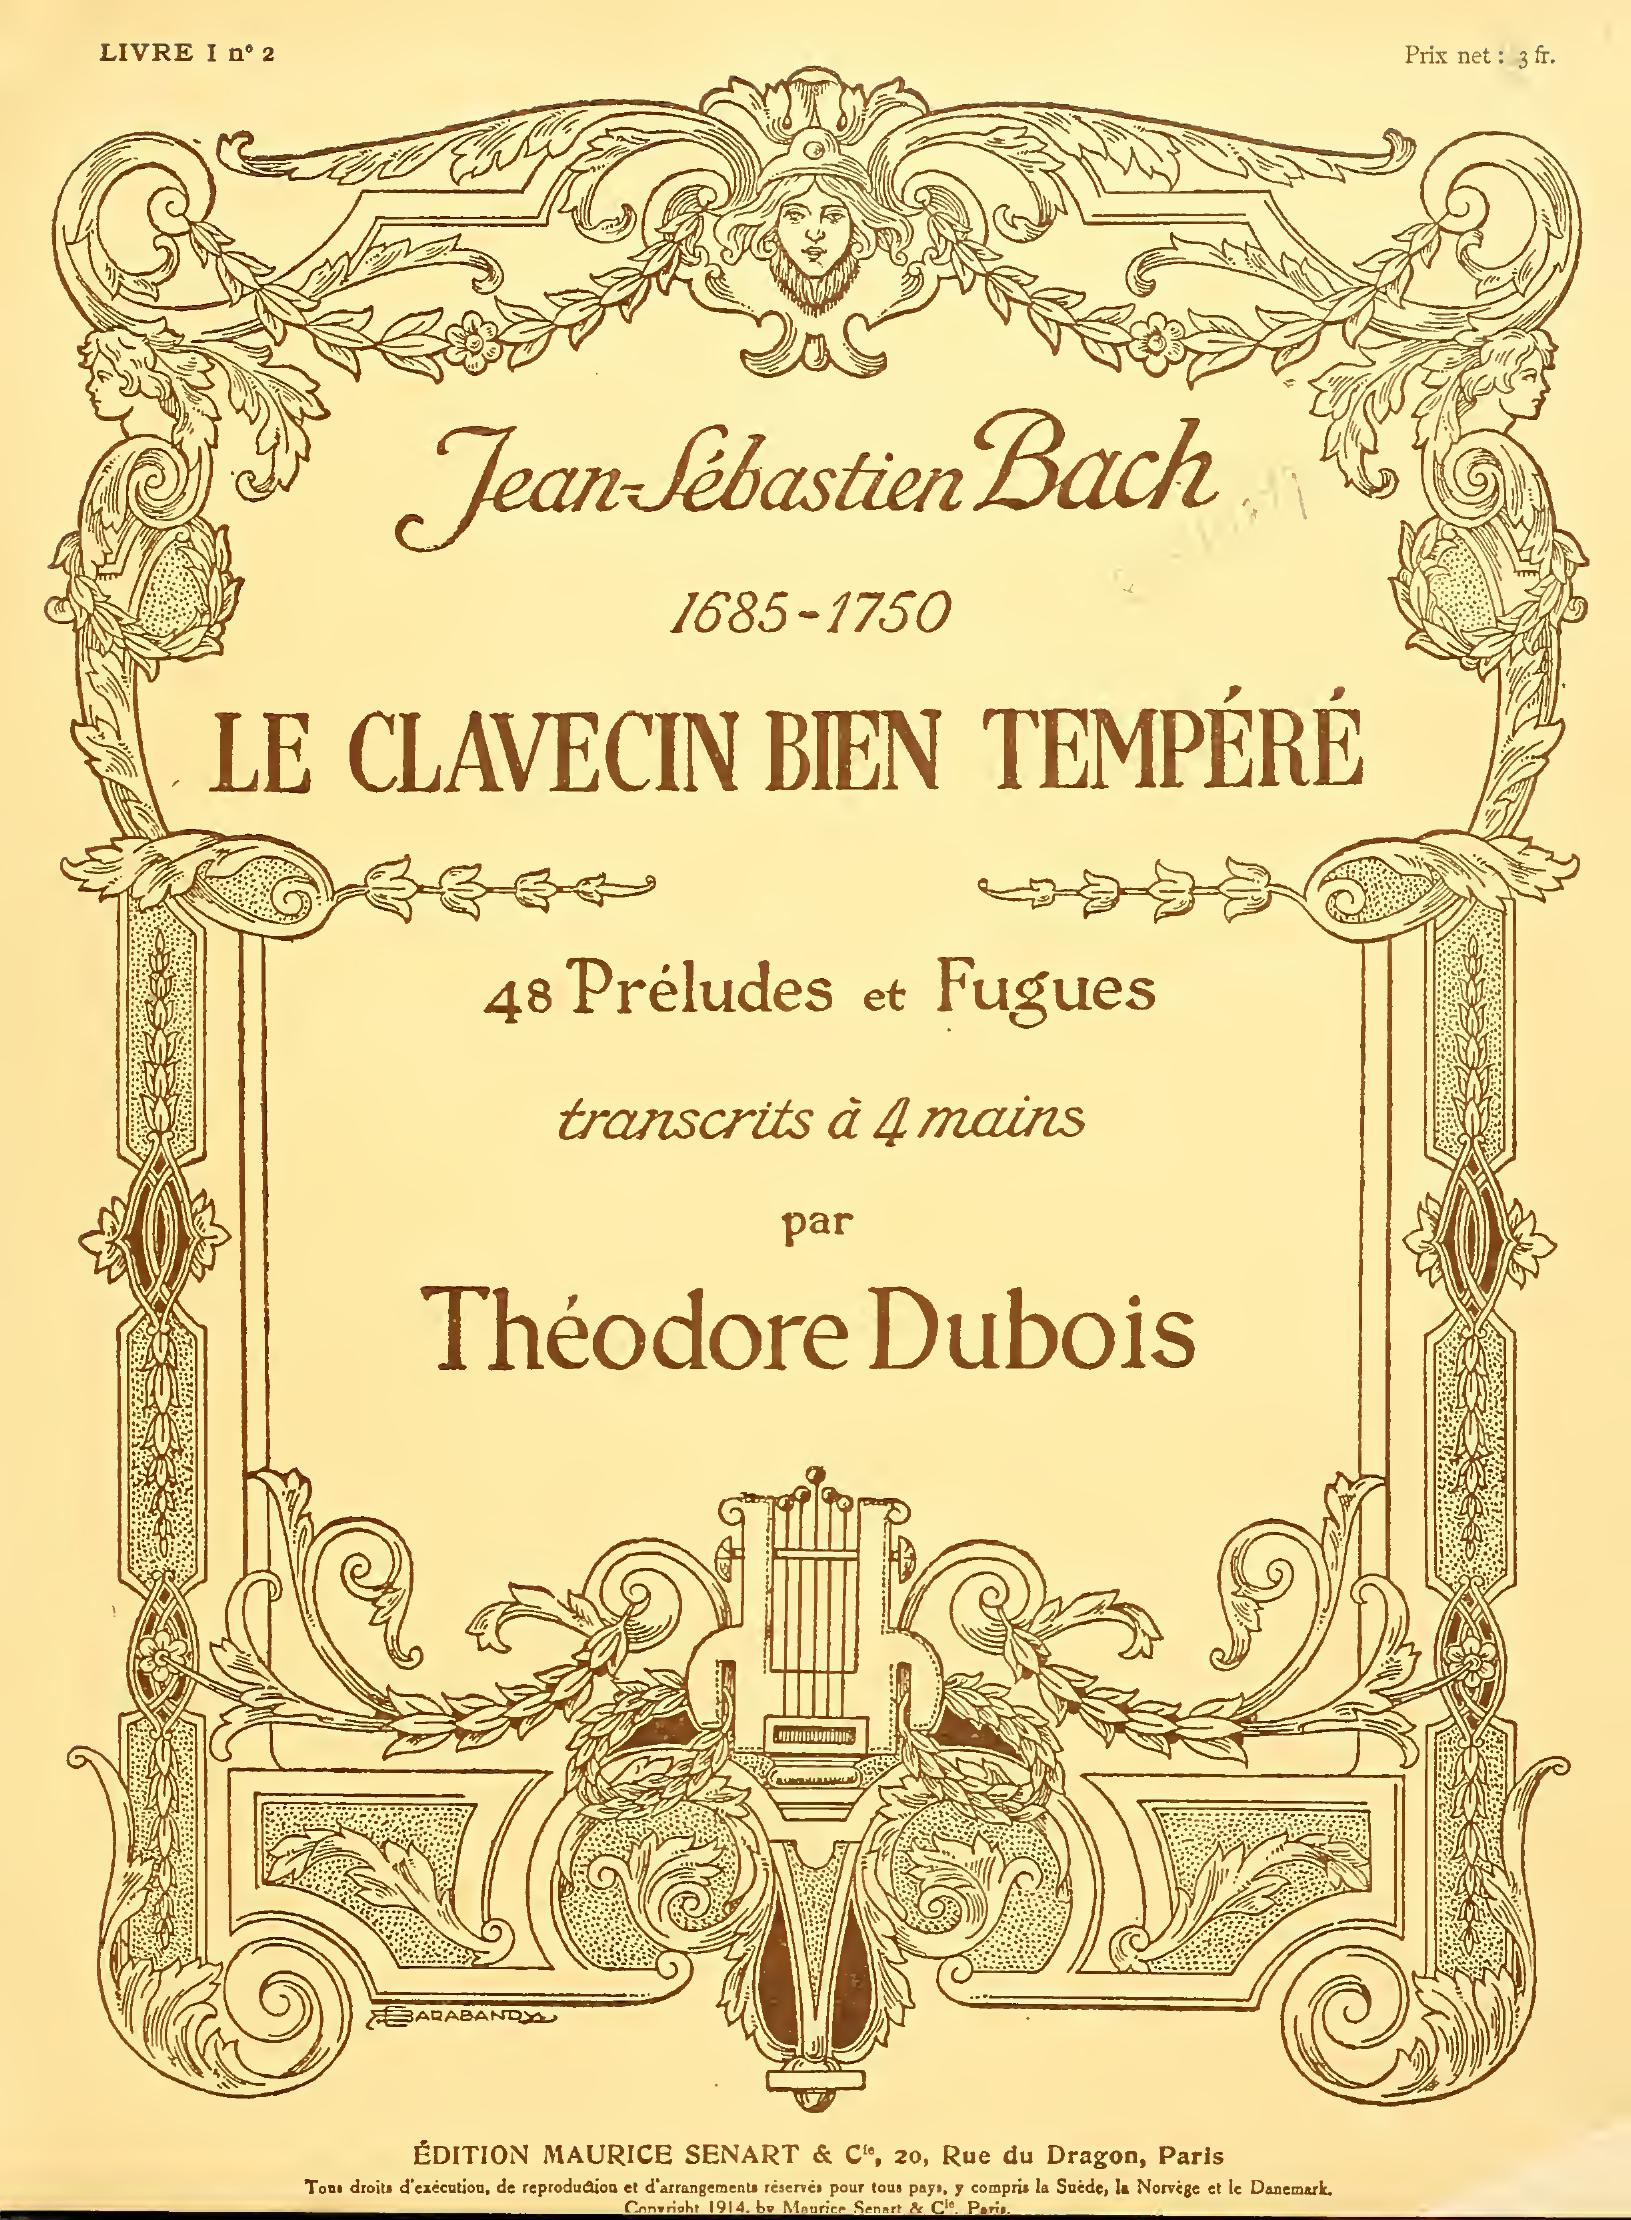 LIVRE I nº 2
Prix net : 3 fr.
Jean-Sébastien Bach
1685-1750
LE CLAVECIN BIEN TEMPÉRÉ
48 Préludes et Fugues
transcrits à 4 mains
par
Théodore Dubois
BARABANDY
ÉDITION MAURICE SENART & Cie, 20, Rue du Dragon, Paris
Tous droits d'exécution, de reproduction et d'arrangements réservés pour tous pays, y compris la Suède, la Norvège et le Danemark.
Copyright 1914. by Maurice Senart & Cie. Paris.